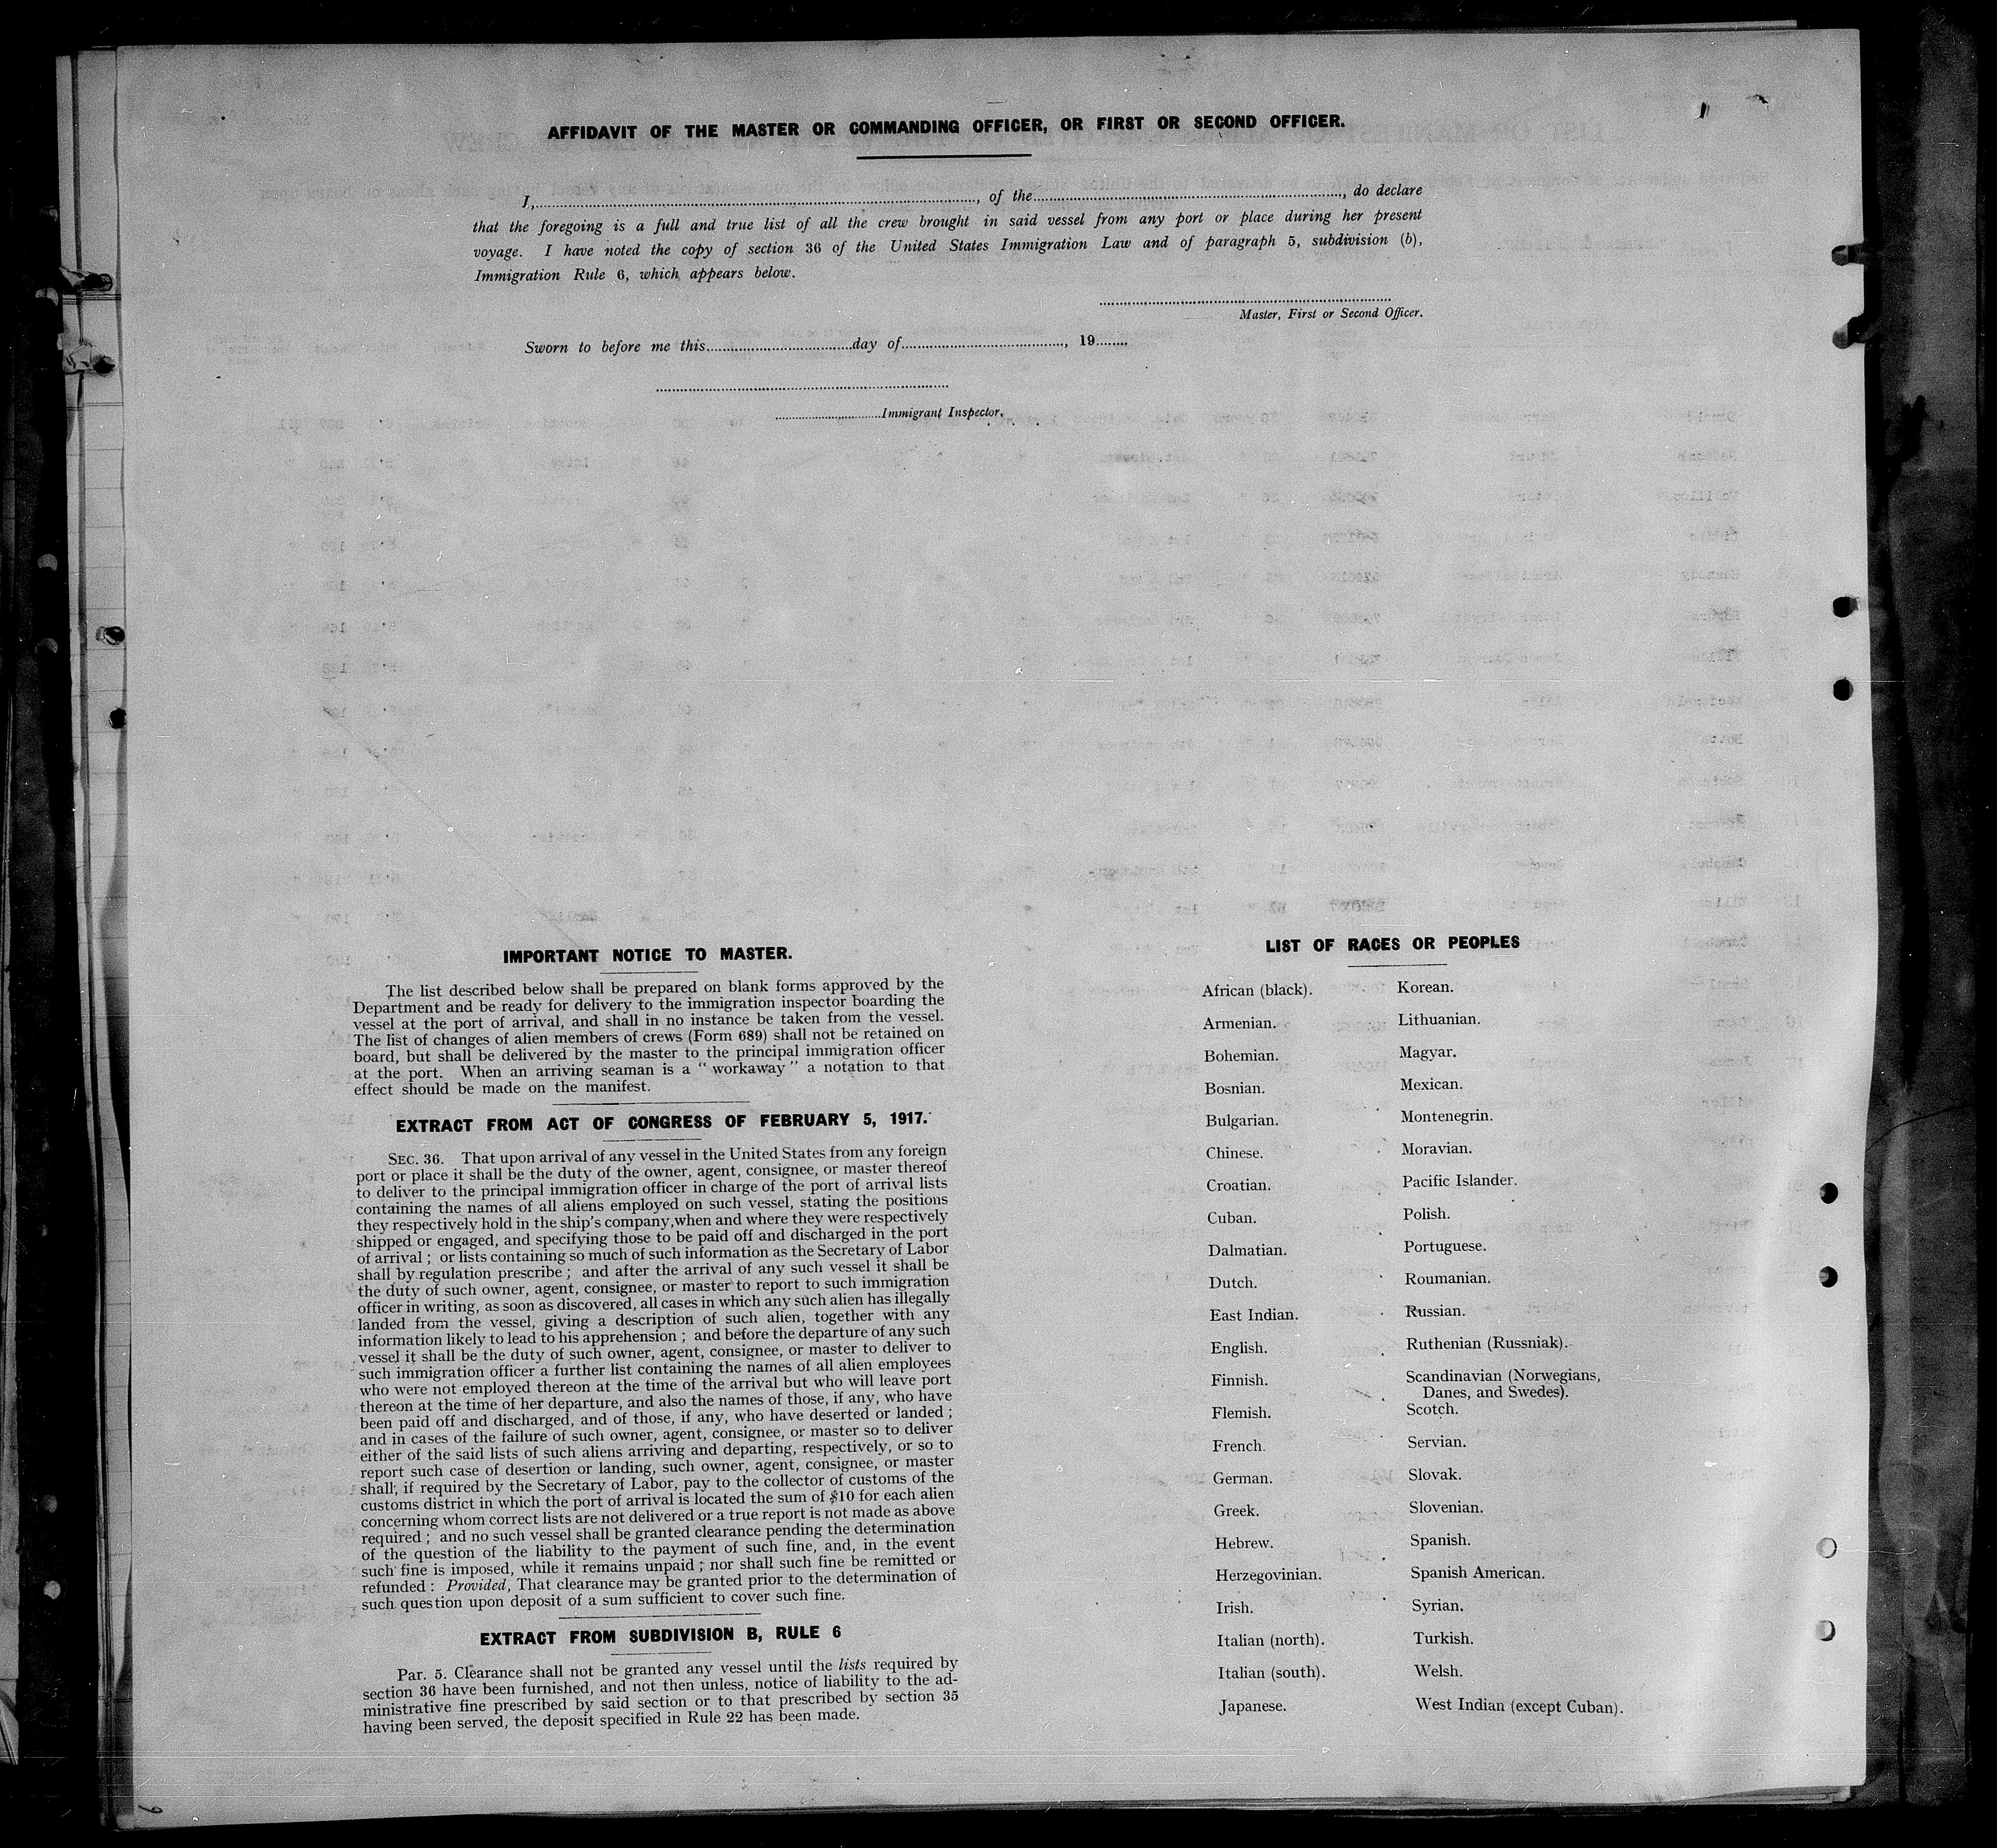 AFFIDAVIT OF THE MASTER OR COMMANDING OFFICER, OR FIRST OR SECOND OFFICER.
I,........................, of the........................, do declare
that the foregoing is a full and true list of all the crew brought in said vessel from any port or place during her present
voyage. I have noted the copy of section 36 of the United States Immigration Law and of paragraph 5, subdivision (b),
Immigration Rule 6, which appears below.
Master, First or Second Officer.
Sworn to before me this................day of................, 19........
................Immigrant Inspector.
IMPORTANT NOTICE TO MASTER.
The list described below shall be prepared on blank forms approved by the
Department and be ready for delivery to the immigration inspector boarding the
vessel at the port of arrival, and shall in no instance be taken from the vessel.
The list of changes of alien members of crews (Form 689) shall not be retained on
board, but shall be delivered by the master to the principal immigration officer
at the port. When an arriving seaman is a "workaway" a notation to that
effect should be made on the manifest.
EXTRACT FROM ACT OF CONGRESS OF FEBRUARY 5, 1917.
SEC. 36. That upon arrival of any vessel in the United States from any foreign
port or place it shall be the duty of the owner, agent, consignee, or master thereof
to deliver to the principal immigration officer in charge of the port of arrival lists
containing the names of all aliens employed on such vessel, stating the positions
they respectively hold in the ship's company, when and where they were respectively
shipped or engaged, and specifying those to be paid off and discharged in the port
of arrival; or lists containing so much of such information as the Secretary of Labor
shall by regulation prescribe; and after the arrival of any such vessel it shall be
the duty of such owner, agent, consignee, or master to report to such immigration
officer in writing, as soon as discovered, all cases in which any such alien has illegally
landed from the vessel, giving a description of such alien, together with any
information likely to lead to his apprehension; and before the departure of any such
vessel it shall be the duty of such owner, agent, consignee, or master to deliver to
such immigration officer a further list containing the names of all alien employees
who were not employed thereon at the time of the arrival but who will leave port
thereon at the time of her departure, and also the names of those, if any, who have
been paid off and discharged, and of those, if any, who have deserted or landed;
and in cases of the failure of such owner, agent, consignee, or master so to deliver
either of the said lists of such aliens arriving and departing, respectively, or so to
report such case of desertion or landing, such owner, agent, consignee, or master
shall, if required by the Secretary of Labor, pay to the collector of customs of the
customs district in which the port of arrival is located the sum of $10 for each alien
concerning whom correct lists are not delivered or a true report is not made as above
required; and no such vessel shall be granted clearance pending the determination
of the question of the liability to the payment of such fine, and, in the event
such fine is imposed, while it remains unpaid; nor shall such fine be remitted or
refunded: Provided, That clearance may be granted prior to the determination of
such question upon deposit of a sum sufficient to cover such fine.
EXTRACT FROM SUBDIVISION B, RULE 6
Par. 5. Clearance shall not be granted any vessel until the lists required by
section 36 have been furnished, and not then unless, notice of liability to the ad-
ministrative fine prescribed by said section or to that prescribed by section 35
having been served, the deposit specified in Rule 22 has been made.
LIST OF RACES OR PEOPLES
African (black).
Armenian.
Bohemian.
Bosnian.
Bulgarian.
Chinese.
Croatian.
Cuban.
Dalmatian.
Dutch.
East Indian.
English.
Finnish.
Flemish.
French.
German.
Greek.
Hebrew.
Herzegovinian.
Irish.
Italian (north).
Italian (south).
Japanese.
Korean.
Lithuanian.
Magyar.
Mexican.
Montenegrin.
Moravian.
Pacific Islander.
Polish.
Portuguese.
Roumanian.
Russian.
Ruthenian (Russniak).
Scandinavian (Norwegians,
Danes, and Swedes).
Scotch.
Servian.
Slovak.
Slovenian.
Spanish.
Spanish American.
Syrian.
Turkish.
Welsh.
West Indian (except Cuban).